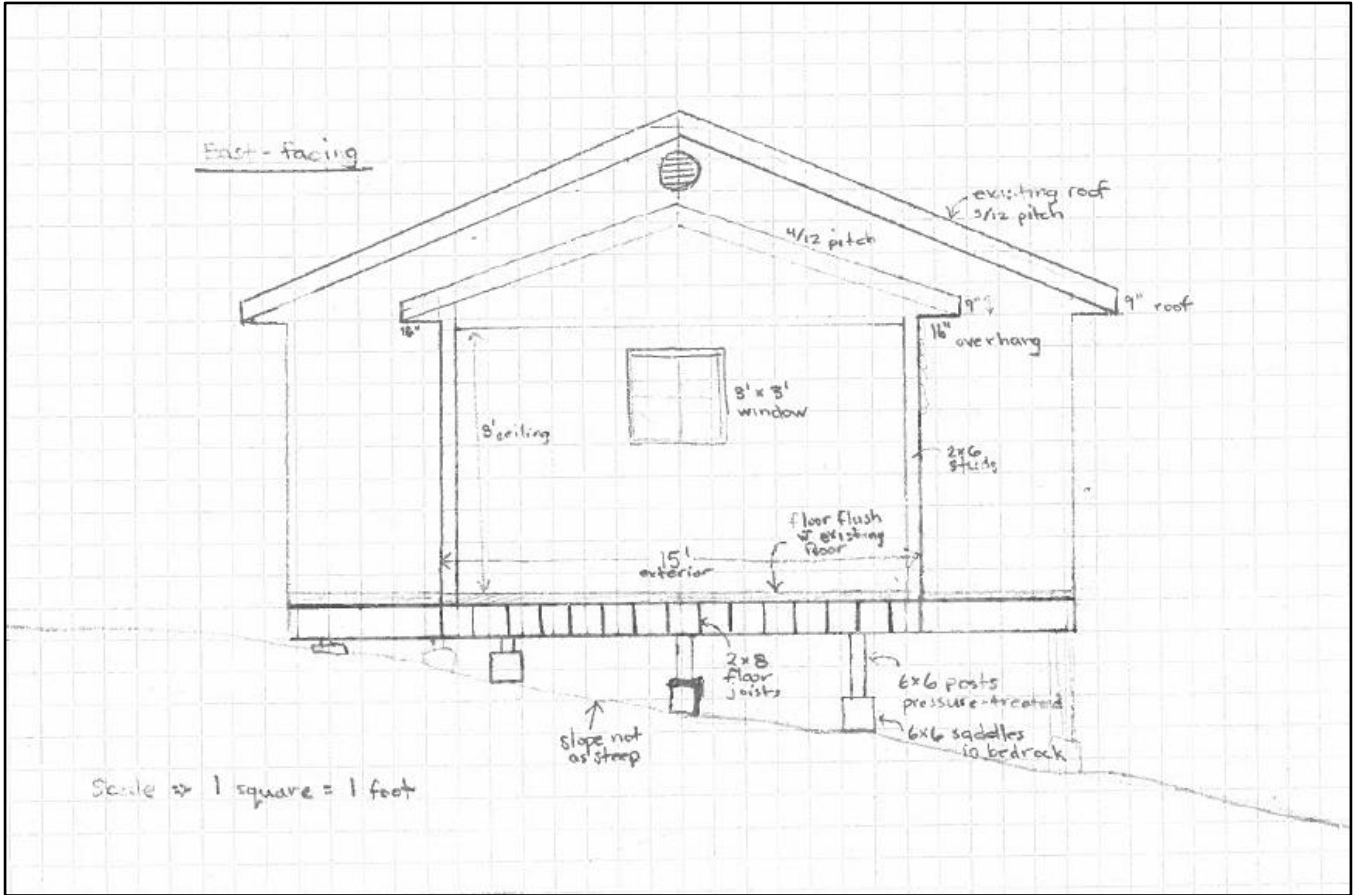 East-facing
existing roof
5/12 pitch
4/12 pitch
9"
9" roof
16"
16"
overhang
3' x 3'
window
8' ceiling
2x6
studs
floor flush
w existing
floor
15'
exterior
2x8
floor
joists
6x6 posts
pressure-treated
6x6 saddles
in bedrock
slope not
as steep
Scale => 1 square = 1 foot